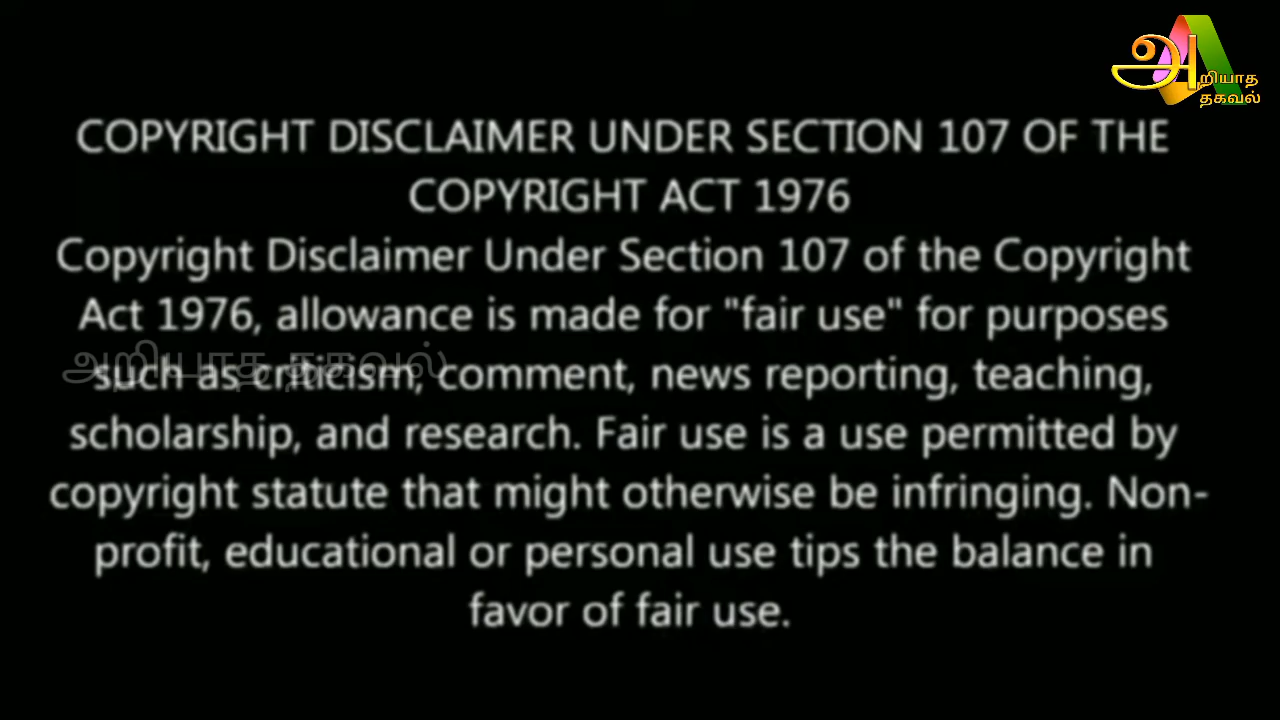 அறியாத
தகவல்
COPYRIGHT DISCLAIMER UNDER SECTION 107 OF THE
COPYRIGHT ACT 1976
Copyright Disclaimer Under Section 107 of the Copyright
Act 1976, allowance is made for "fair use" for purposes
அறியாத தகவல்
such as criticism, comment, news reporting, teaching,
scholarship, and research. Fair use is a use permitted by
copyright statute that might otherwise be infringing. Non-
profit, educational or personal use tips the balance in
favor of fair use.